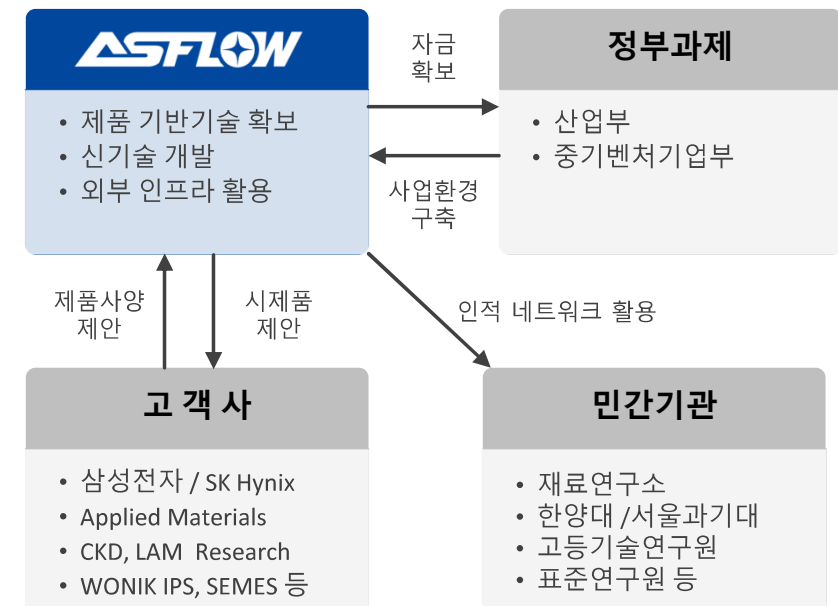 ASFLOW
• 제품 기반기술 확보
• 신기술 개발
• 외부 인프라 활용
자금
확보
사업환경
구축
정부과제
• 산업부
• 중기벤처기업부
제품사양
제안
시제품
제안
인적 네트워크 활용
고 객 사
• 삼성전자 / SK Hynix
• Applied Materials
• CKD, LAM Research
• WONIK IPS, SEMES 등
민간기관
• 재료연구소
• 한양대 /서울과기대
• 고등기술연구원
• 표준연구원 등